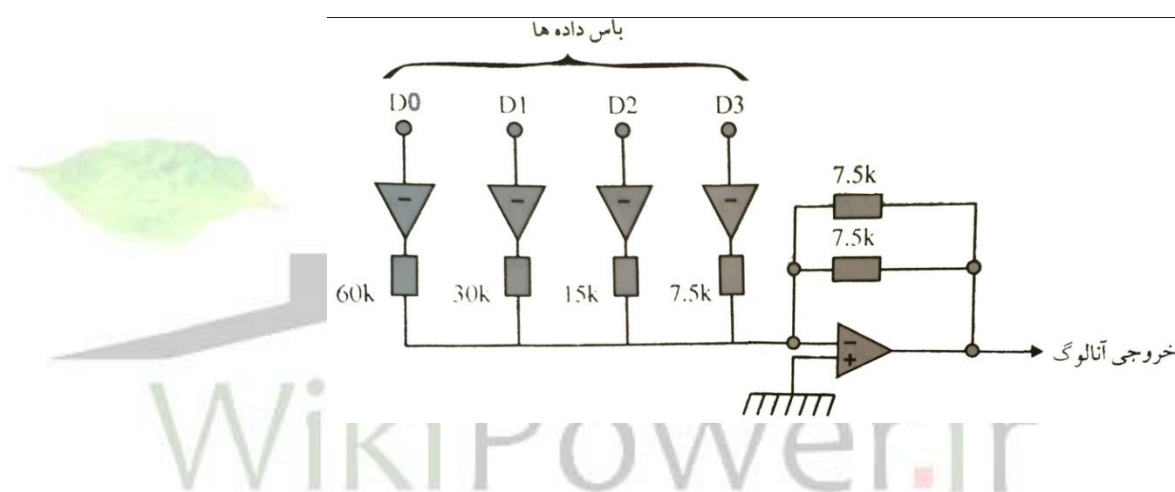 باس داده ها
D0 D1 D2 D3
7.5k
7.5k
60k 30k 15k 7.5k
خروجی آنالوگ
WikiPower.ir